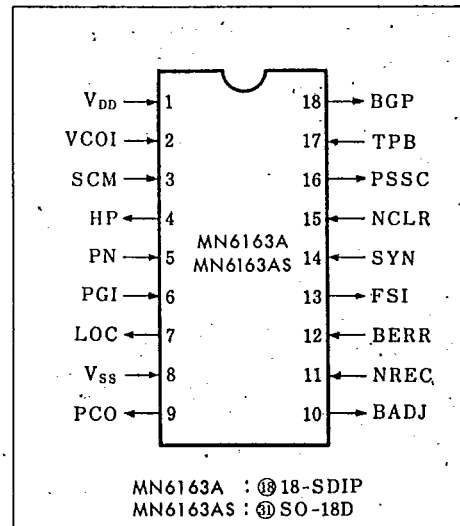 V_DD 1 18 BGP
VCOI 2 17 TPB
SCM 3 16 PSSC
HP 4 15 NCLR
MN6163A
PN 5 14 SYN
MN6163AS
PGI 6 13 FSI
LOC 7 12 BERR
V_SS 8 11 NREC
PCO 9 10 BADJ
MN6163A : ⑱ 18-SDIP
MN6163AS : ㉛ SO-18D